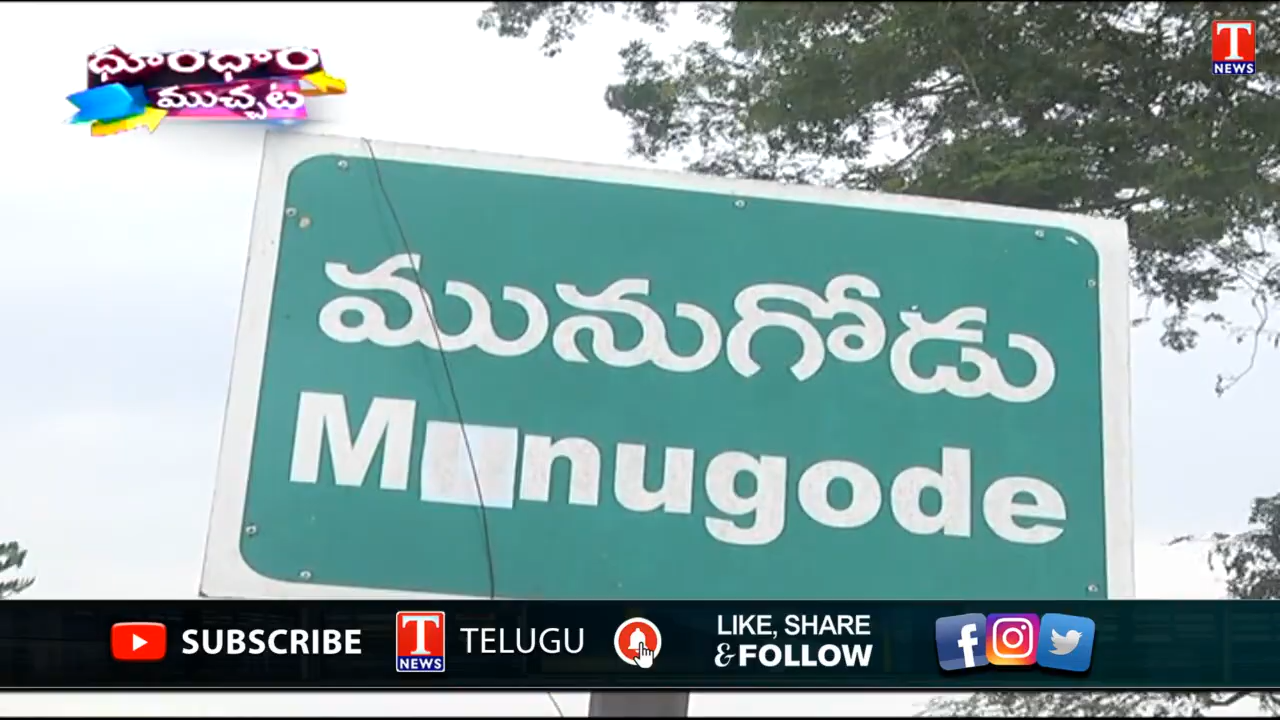 ధూంధాం
ముచ్చట
T
NEWS
మునుగోడు
M nugode
SUBSCRIBE
T
NEWS
TELUGU
LIKE, SHARE
& FOLLOW